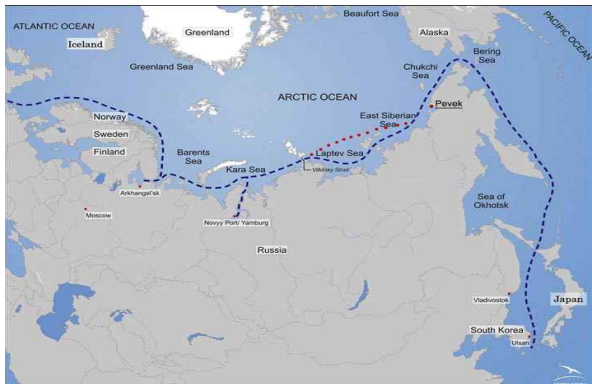 ATLANTIC OCEAN
Iceland
Greenland
Greenland Sea
Beaufort Sea
Alaska
PACIFIC OCEAN
Bering
Sea
Chukchi
Sea
ARCTIC OCEAN
Pevek
East Siberian
Sea
Norway
Sweden
Finland
Barents
Sea
Kara Sea
Laptev Sea
Vilkitsky Strait
Arkhangel'sk
Moscow
Novyy Port/ Yamburg
Russia
Sea of
Okhotsk
Vladivostok
Japan
South Korea
Ulsan